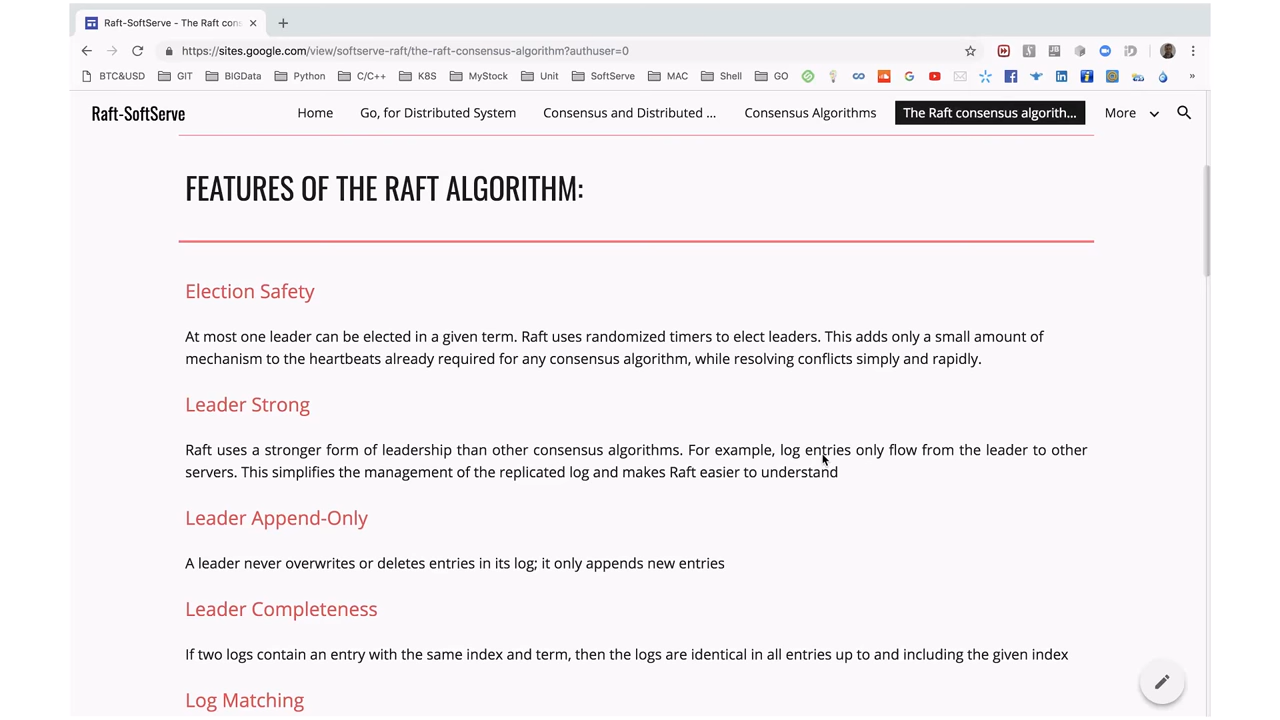 Raft-SoftServe - The Raft con
https://sites.google.com/view/softserve-raft/the-raft-consensus-algorithm?authuser=0
BTC&USD GIT BIGData Python C/C++ K8S MyStock Unit SoftServe MAC Shell GO
Raft-SoftServe Home Go, for Distributed System Consensus and Distributed ... Consensus Algorithms The Raft consensus algorith... More
FEATURES OF THE RAFT ALGORITHM:
Election Safety
At most one leader can be elected in a given term. Raft uses randomized timers to elect leaders. This adds only a small amount of
mechanism to the heartbeats already required for any consensus algorithm, while resolving conflicts simply and rapidly.
Leader Strong
Raft uses a stronger form of leadership than other consensus algorithms. For example, log entries only flow from the leader to other
servers. This simplifies the management of the replicated log and makes Raft easier to understand
Leader Append-Only
A leader never overwrites or deletes entries in its log; it only appends new entries
Leader Completeness
If two logs contain an entry with the same index and term, then the logs are identical in all entries up to and including the given index
Log Matching